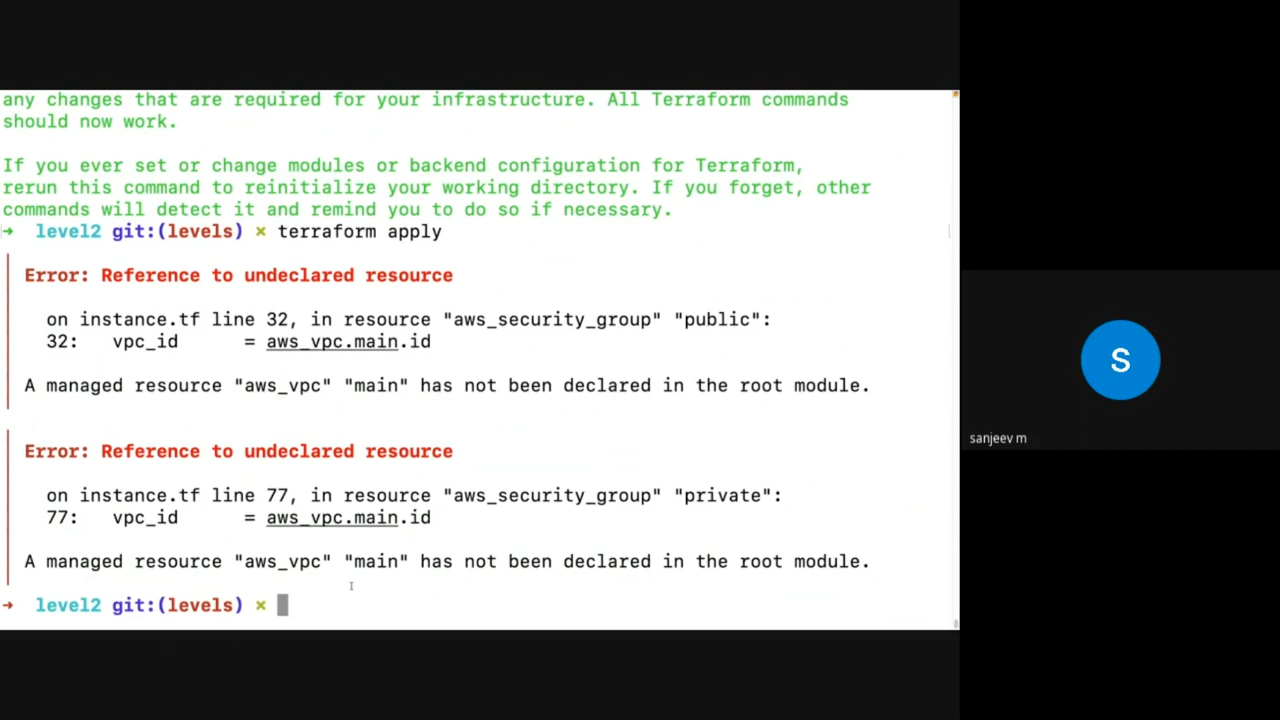 any changes that are required for your infrastructure. All Terraform commands
should now work.
If you ever set or change modules or backend configuration for Terraform,
rerun this command to reinitialize your working directory. If you forget, other
commands will detect it and remind you to do so if necessary.
→ level2 git:(levels) × terraform apply
Error: Reference to undeclared resource
on instance.tf line 32, in resource "aws_security_group" "public":
32: vpc_id = aws_vpc.main.id
A managed resource "aws_vpc" "main" has not been declared in the root module.
Error: Reference to undeclared resource
on instance.tf line 77, in resource "aws_security_group" "private":
77: vpc_id = aws_vpc.main.id
A managed resource "aws_vpc" "main" has not been declared in the root module.
→ level2 git:(levels) ×
S
sanjeev m